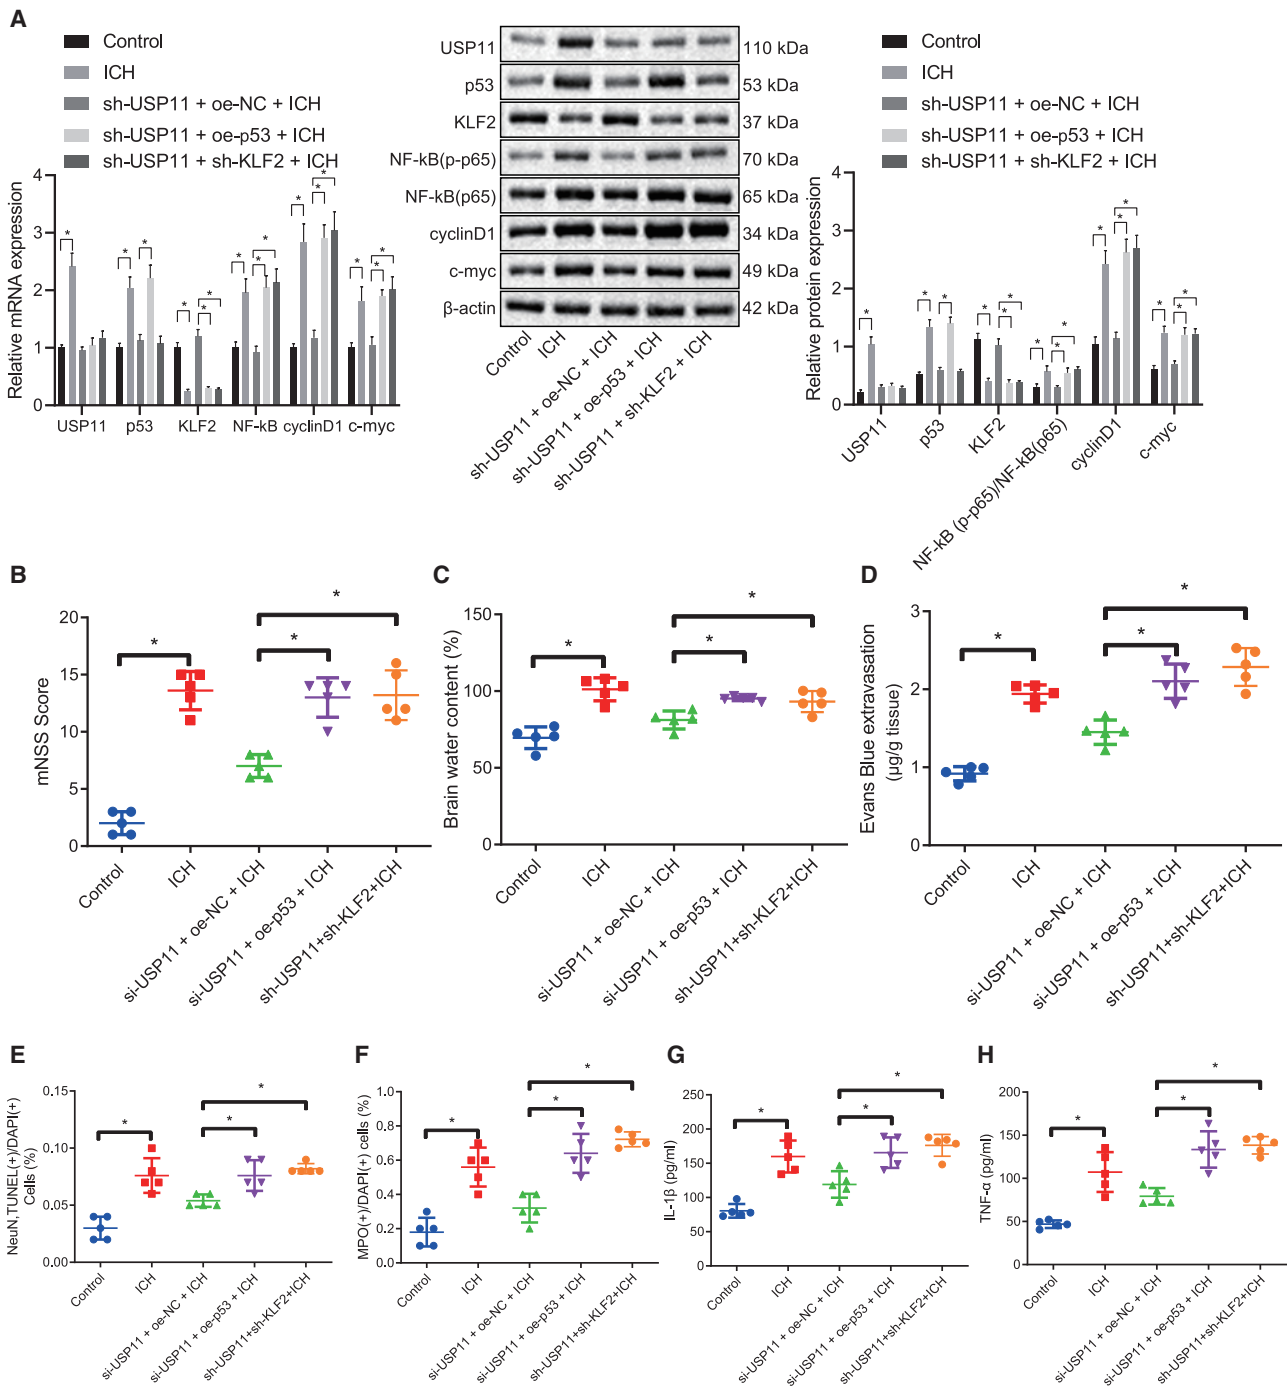 A
Control
ICH
sh-USP11 + oe-NC + ICH
sh-USP11 + oe-p53 + ICH
sh-USP11 + sh-KLF2 + ICH
Relative mRNA expression
4
3
2
1
0
* * * * * * * * * * * * *
USP11 p53 KLF2 NF-kB cyclinD1 c-myc
USP11 110 kDa
p53 53 kDa
KLF2 37 kDa
NF-kB(p-p65) 70 kDa
NF-kB(p65) 65 kDa
cyclinD1 34 kDa
c-myc 49 kDa
β-actin 42 kDa
Control
ICH
sh-USP11 + oe-NC + ICH
sh-USP11 + oe-p53 + ICH
sh-USP11 + sh-KLF2 + ICH
Control
ICH
sh-USP11 + oe-NC + ICH
sh-USP11 + oe-p53 + ICH
sh-USP11 + sh-KLF2 + ICH
Relative protein expression
4
3
2
1
0
* * * * * * * * * * * * * * *
USP11
p53
KLF2
NF-kB (p-p65)/NF-kB(p65)
cyclinD1
c-myc
B
mNSS Score
20
15
10
5
0
* * *
Control
ICH
si-USP11 + oe-NC + ICH
si-USP11 + oe-p53 + ICH
sh-USP11+sh-KLF2+ICH
C
Brain water content (%)
150
100
50
0
* * *
Control
ICH
si-USP11 + oe-NC + ICH
si-USP11 + oe-p53 + ICH
sh-USP11+sh-KLF2+ICH
D
Evans Blue extravasation
(μg/g tissue)
3
2
1
0
* * *
Control
ICH
si-USP11 + oe-NC + ICH
si-USP11 + oe-p53 + ICH
sh-USP11+sh-KLF2+ICH
E
NeuN,TUNEL(+)/DAPI(+)
Cells (%)
0.15
0.10
0.05
0.00
* * *
Control
ICH
si-USP11 + oe-NC + ICH
si-USP11 + oe-p53 + ICH
sh-USP11+sh-KLF2+ICH
F
MPO(+)/DAPI(+) cells (%)
1.0
0.8
0.6
0.4
0.2
0.0
* * *
Control
ICH
si-USP11 + oe-NC + ICH
si-USP11 + oe-p53 + ICH
sh-USP11+sh-KLF2+ICH
G
IL-1β (pg/ml)
250
200
150
100
50
0
* * *
Control
ICH
si-USP11 + oe-NC + ICH
si-USP11 + oe-p53 + ICH
sh-USP11+sh-KLF2+ICH
H
TNF-α (pg/ml)
200
150
100
50
0
* * *
Control
ICH
si-USP11 + oe-NC + ICH
si-USP11 + oe-p53 + ICH
sh-USP11+sh-KLF2+ICH